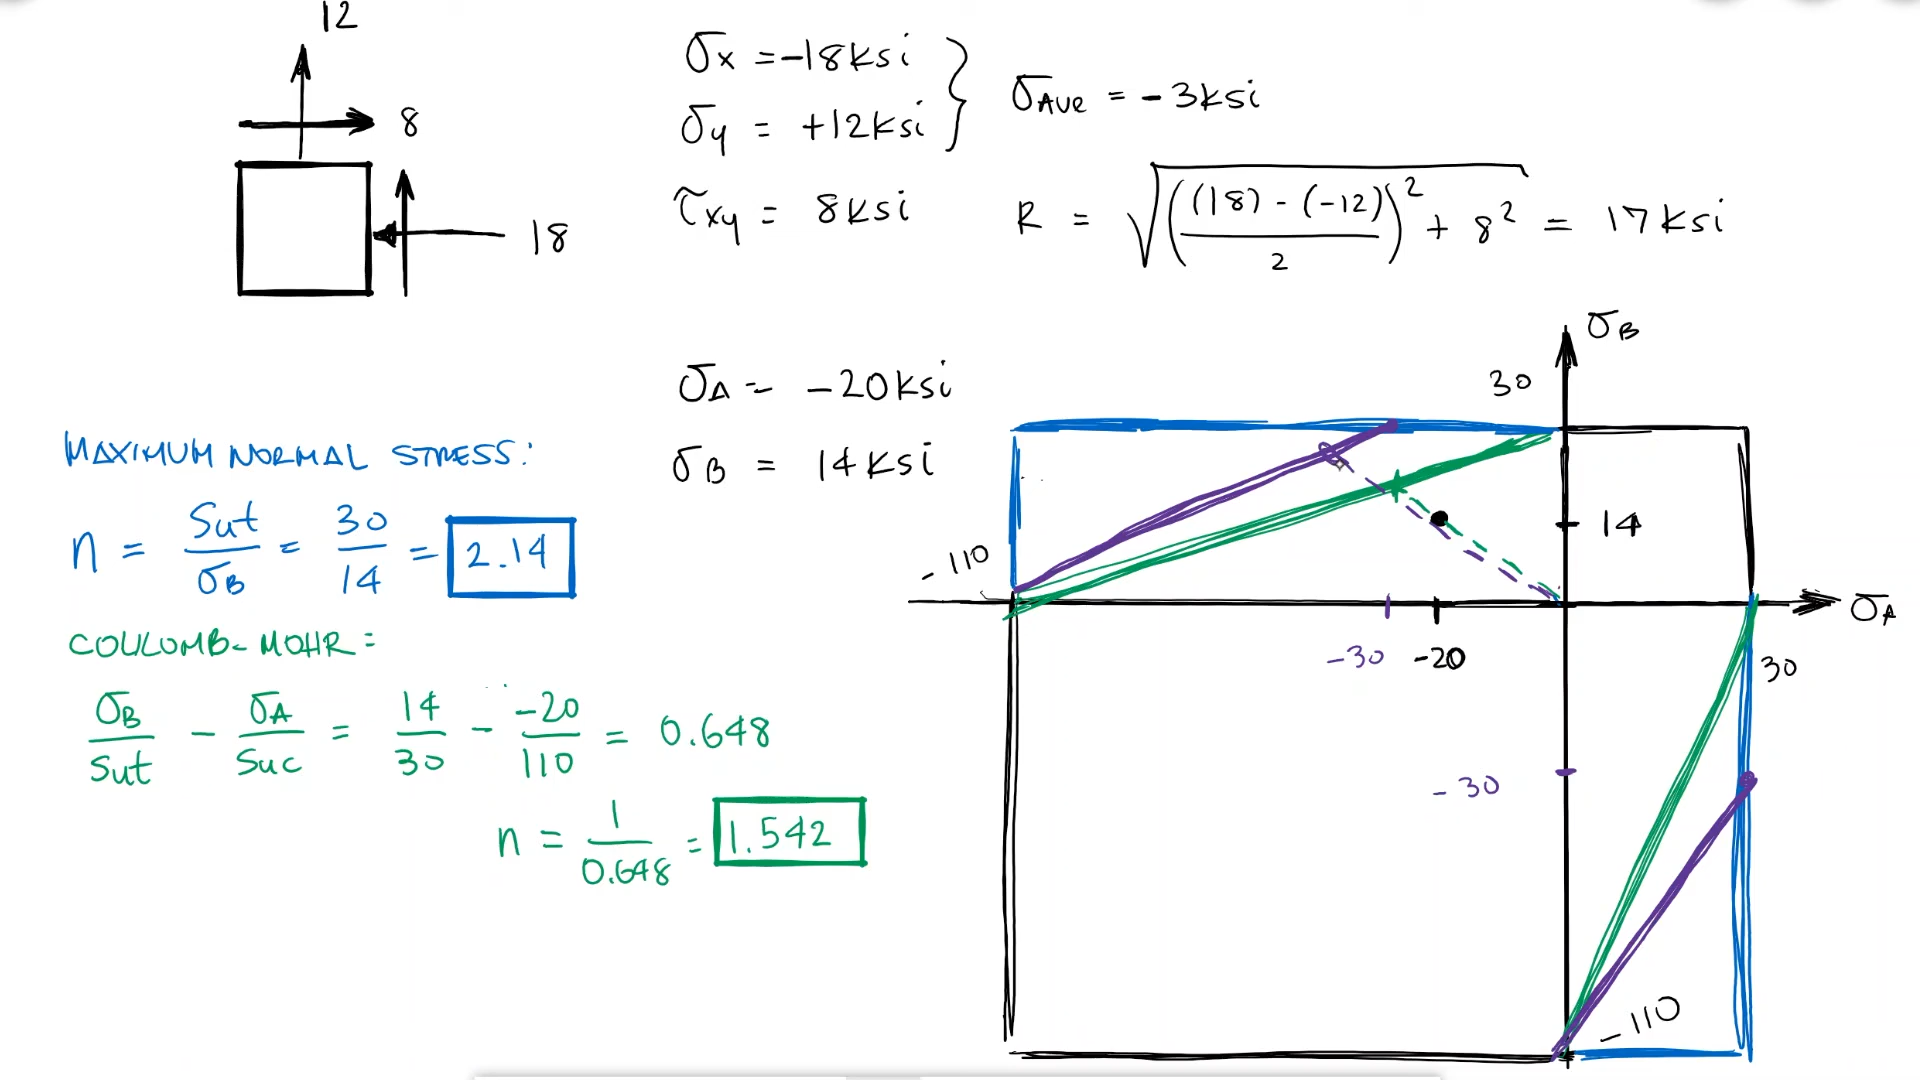 12
8
18
σx = -18ksi
σy = +12ksi
σAve = -3ksi
τxy = 8ksi
R = √(((18) - (-12))/2)² + 8² = 17ksi
σA = -20ksi
σB = 14ksi
MAXIMUM NORMAL STRESS:
n = Sut/σB = 30/14 = 2.14
COULOMB-MOHR =
σB/Sut - σA/Suc = 14/30 - -20/110 = 0.648
n = 1/0.648 = 1.542
σB
30
14
-110
σA
-30
-20
30
-30
-110